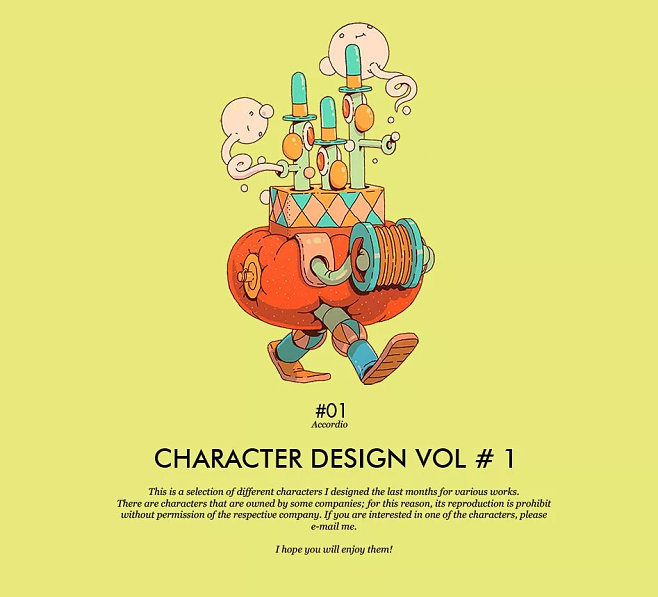 #01
Accordio
CHARACTER DESIGN VOL # 1
This is a selection of different characters I designed the last months for various works.
There are characters that are owned by some companies; for this reason, its reproduction is prohibit
without permission of the respective company. If you are interested in one of the characters, please
e-mail me.
I hope you will enjoy them!